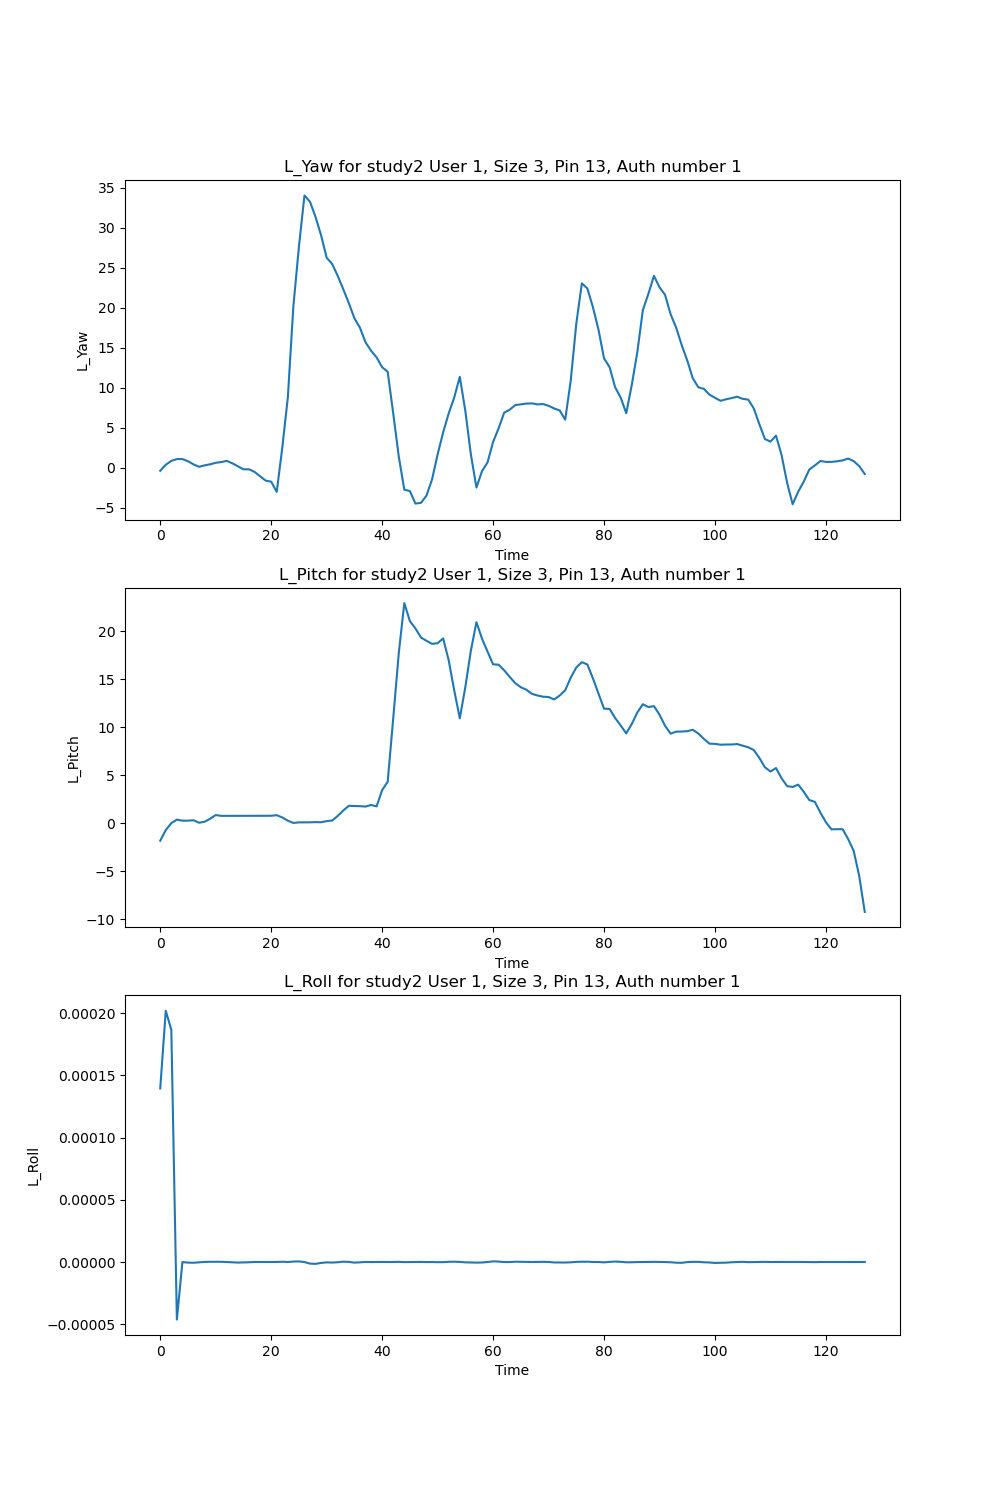 L_Yaw for study2 User 1, Size 3, Pin 13, Auth number 1
35
30
25
20
15
10
5
0
−5
L_Yaw
0 20 40 60 80 100 120
Time
L_Pitch for study2 User 1, Size 3, Pin 13, Auth number 1
20
15
10
5
0
−5
−10
L_Pitch
0 20 40 60 80 100 120
Time
L_Roll for study2 User 1, Size 3, Pin 13, Auth number 1
0.00020
0.00015
0.00010
0.00005
0.00000
−0.00005
L_Roll
0 20 40 60 80 100 120
Time